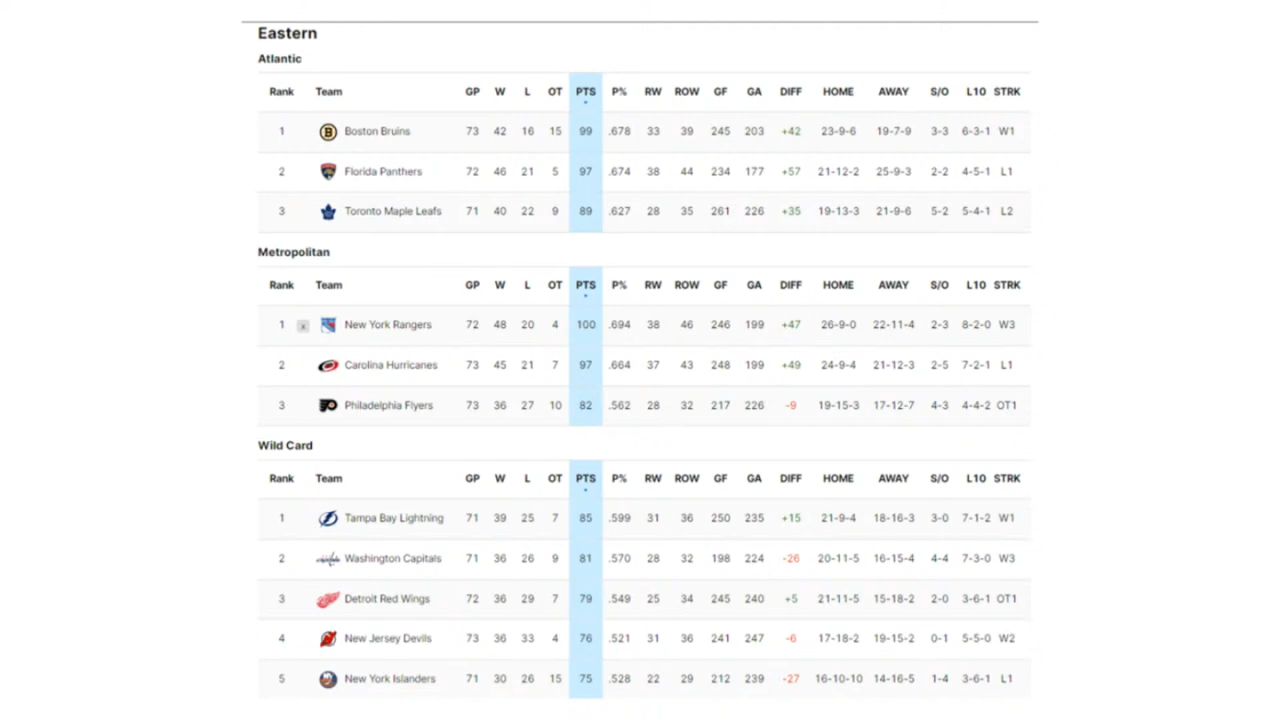 Eastern
Atlantic
Rank Team GP W L OT PTS P% RW ROW GF GA DIFF HOME AWAY S/O L10 STRK
1 B Boston Bruins 73 42 16 15 99 .678 33 39 245 203 +42 23-9-6 19-7-9 3-3 6-3-1 W1
2 Florida Panthers 72 46 21 5 97 .674 38 44 234 177 +57 21-12-2 25-9-3 2-2 4-5-1 L1
3 Toronto Maple Leafs 71 40 22 9 89 .627 28 35 261 226 +35 19-13-3 21-9-6 5-2 5-4-1 L2
Metropolitan
Rank Team GP W L OT PTS P% RW ROW GF GA DIFF HOME AWAY S/O L10 STRK
1 x New York Rangers 72 48 20 4 100 .694 38 46 246 199 +47 26-9-0 22-11-4 2-3 8-2-0 W3
2 Carolina Hurricanes 73 45 21 7 97 .664 37 43 248 199 +49 24-9-4 21-12-3 2-5 7-2-1 L1
3 Philadelphia Flyers 73 36 27 10 82 .562 28 32 217 226 -9 19-15-3 17-12-7 4-3 4-4-2 OT1
Wild Card
Rank Team GP W L OT PTS P% RW ROW GF GA DIFF HOME AWAY S/O L10 STRK
1 Tampa Bay Lightning 71 39 25 7 85 .599 31 36 250 235 +15 21-9-4 18-16-3 3-0 7-1-2 W1
2 Washington Capitals 71 36 26 9 81 .570 28 32 198 224 -26 20-11-5 16-15-4 4-4 7-3-0 W3
3 Detroit Red Wings 72 36 29 7 79 .549 25 34 245 240 +5 21-11-5 15-18-2 2-0 3-6-1 OT1
4 New Jersey Devils 73 36 33 4 76 .521 31 36 241 247 -6 17-18-2 19-15-2 0-1 5-5-0 W2
5 New York Islanders 71 30 26 15 75 .528 22 29 212 239 -27 16-10-10 14-16-5 1-4 3-6-1 L1